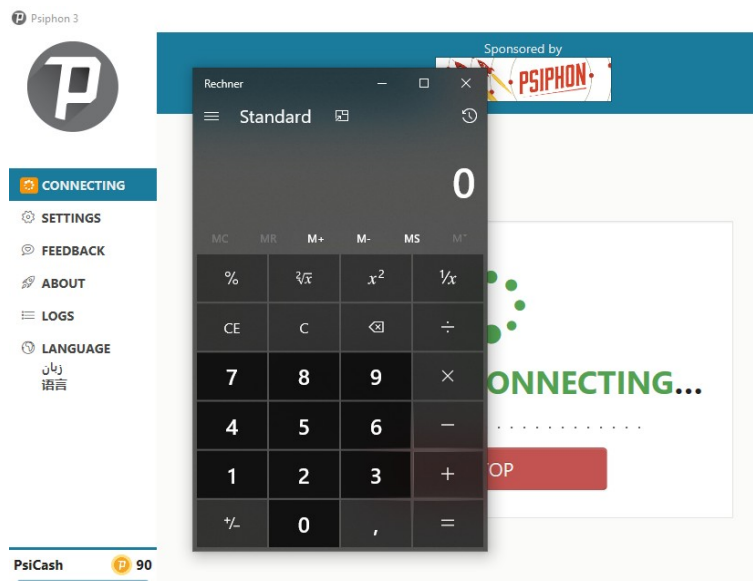 Psiphon 3
Sponsored by
PSIPHON
CONNECTING
SETTINGS
FEEDBACK
ABOUT
LOGS
LANGUAGE
زبان
语言
PsiCash 90
Rechner
Standard
0
MC MR M+ M- MS M˅
% ²√x x² ¹/x
CE C ÷
7 8 9 ×
4 5 6 −
1 2 3 +
+/− 0 , =
ONNECTING...
OP